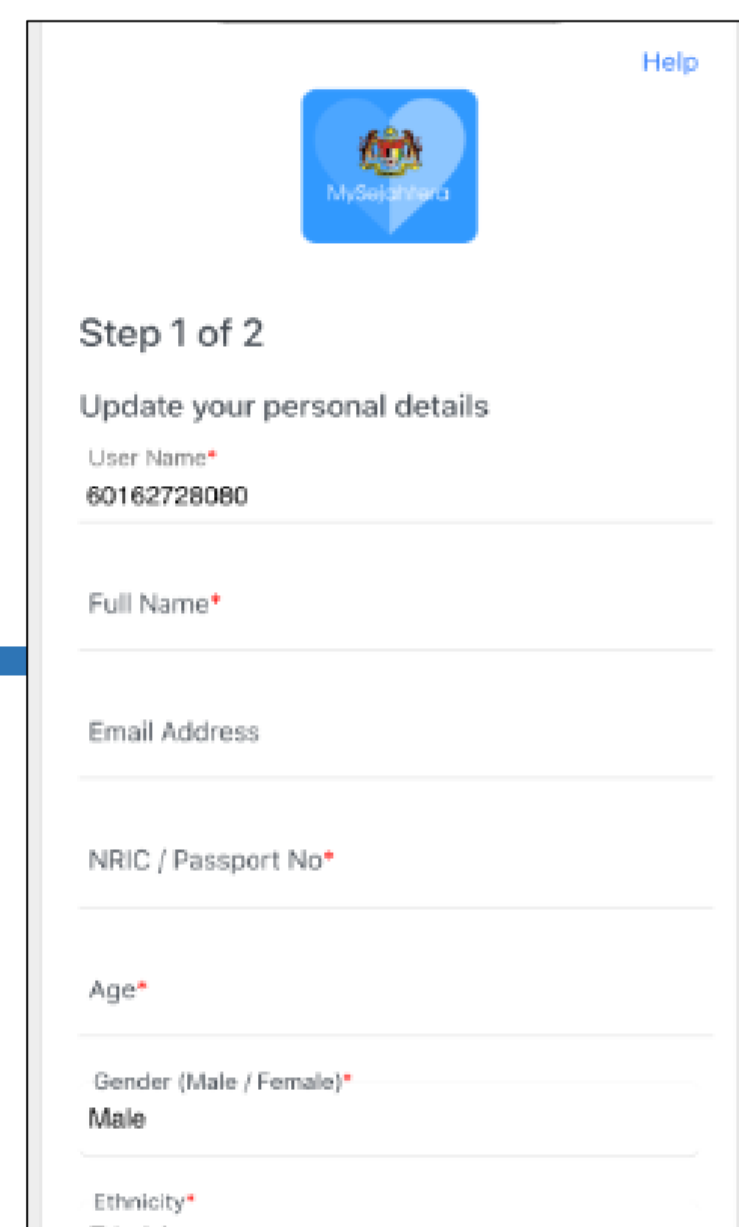 Help
MySejahtera
Step 1 of 2
Update your personal details
User Name*
60162728080
Full Name*
Email Address
NRIC / Passport No*
Age*
Gender (Male / Female)*
Male
Ethnicity*